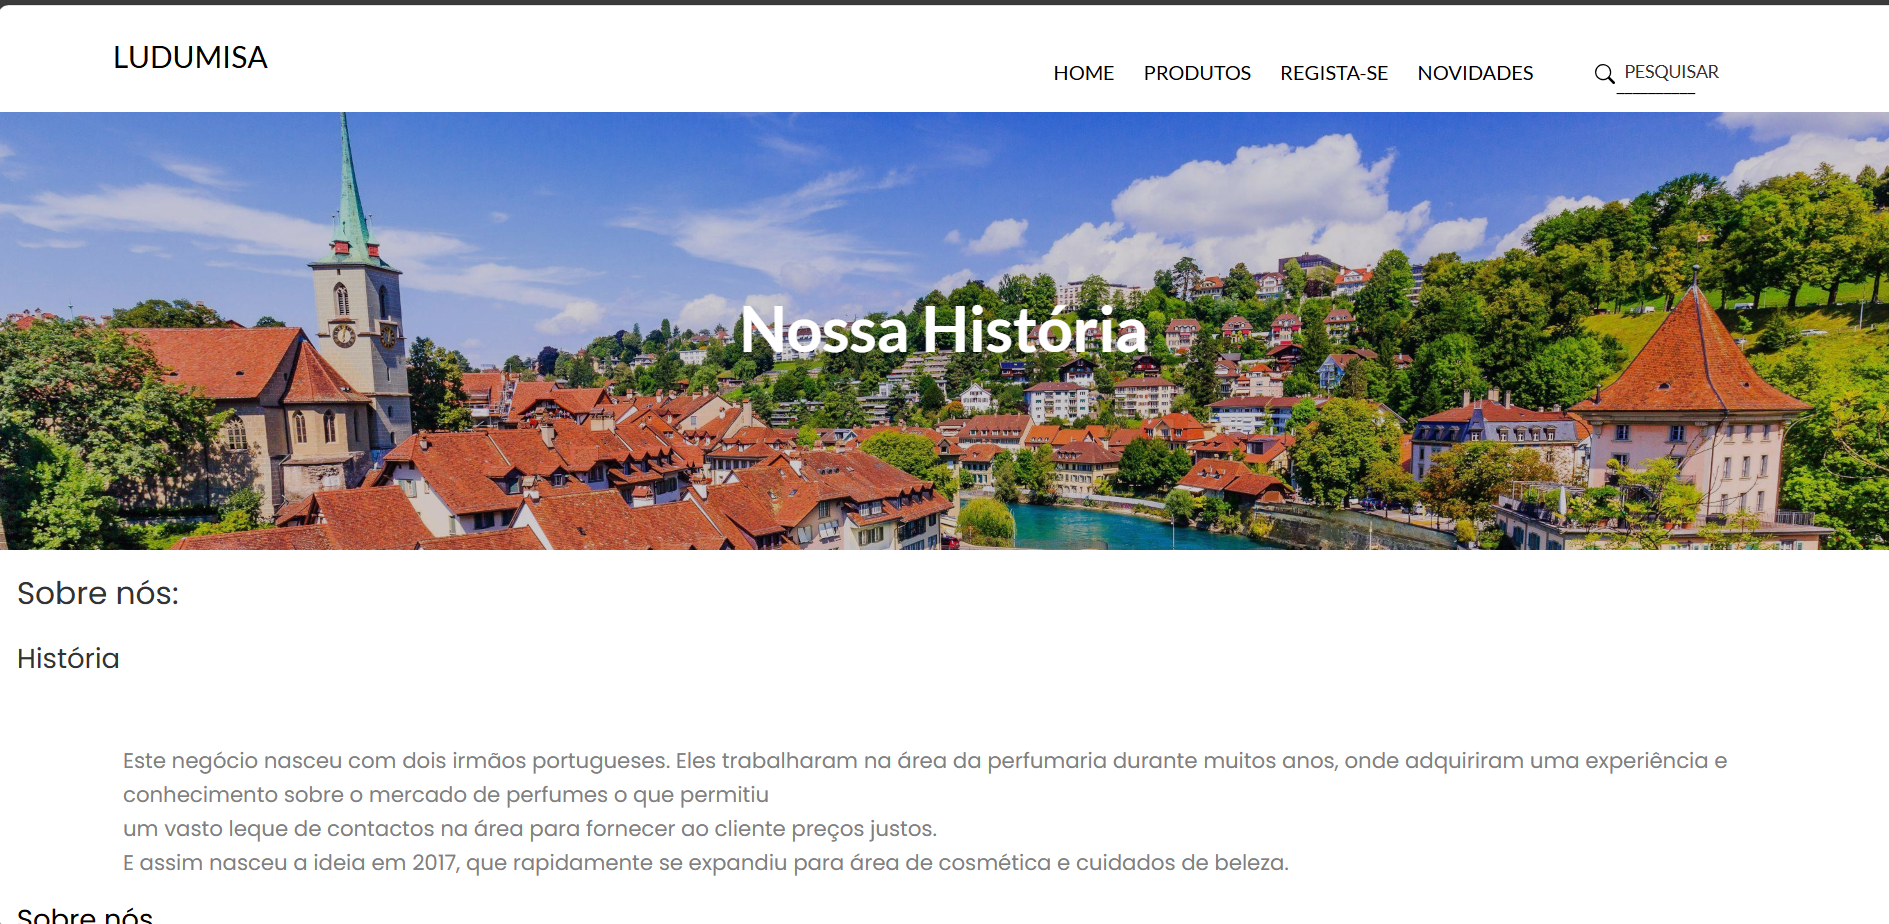 LUDUMISA
HOME PRODUTOS REGISTA-SE NOVIDADES PESQUISAR
Nossa História
Sobre nós:
História
Este negócio nasceu com dois irmãos portugueses. Eles trabalharam na área da perfumaria durante muitos anos, onde adquiriram uma experiência e
conhecimento sobre o mercado de perfumes o que permitiu
um vasto leque de contactos na área para fornecer ao cliente preços justos.
E assim nasceu a ideia em 2017, que rapidamente se expandiu para área de cosmética e cuidados de beleza.
Sobre nós